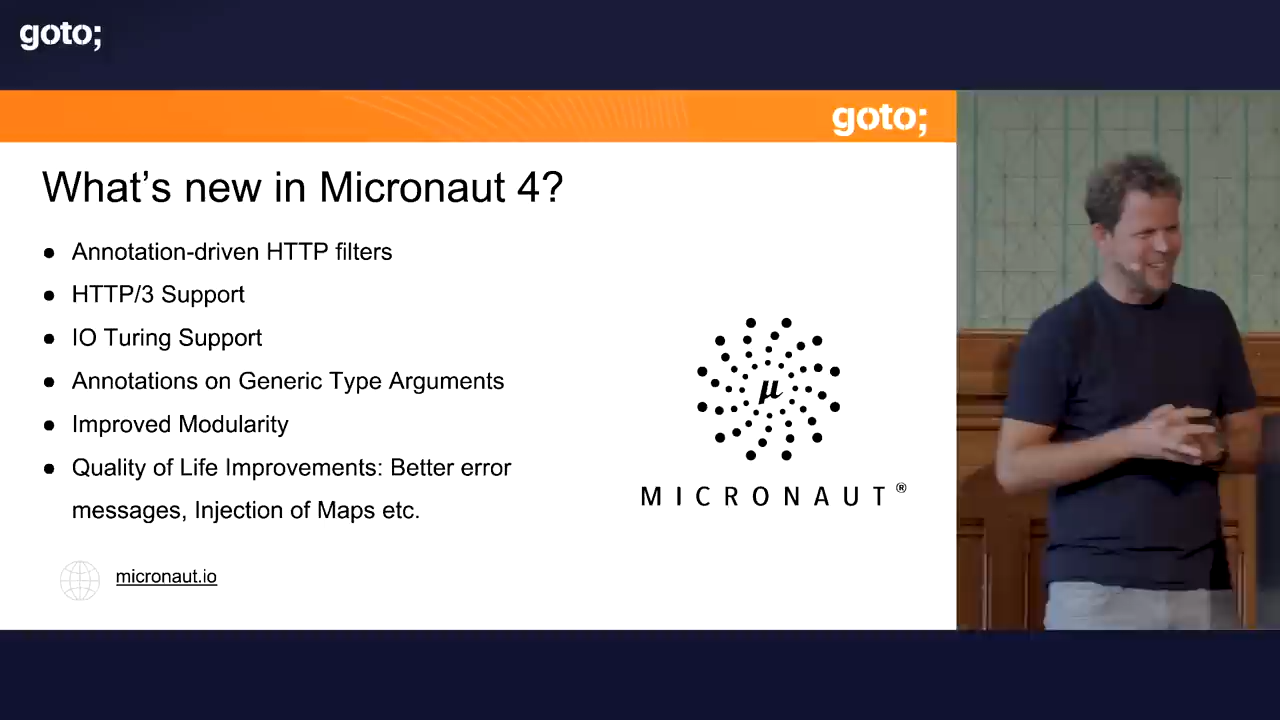 goto;
goto;
What's new in Micronaut 4?
● Annotation-driven HTTP filters
● HTTP/3 Support
● IO Turing Support
● Annotations on Generic Type Arguments
● Improved Modularity
● Quality of Life Improvements: Better error
messages, Injection of Maps etc.
μ
MICRONAUT®
micronaut.io